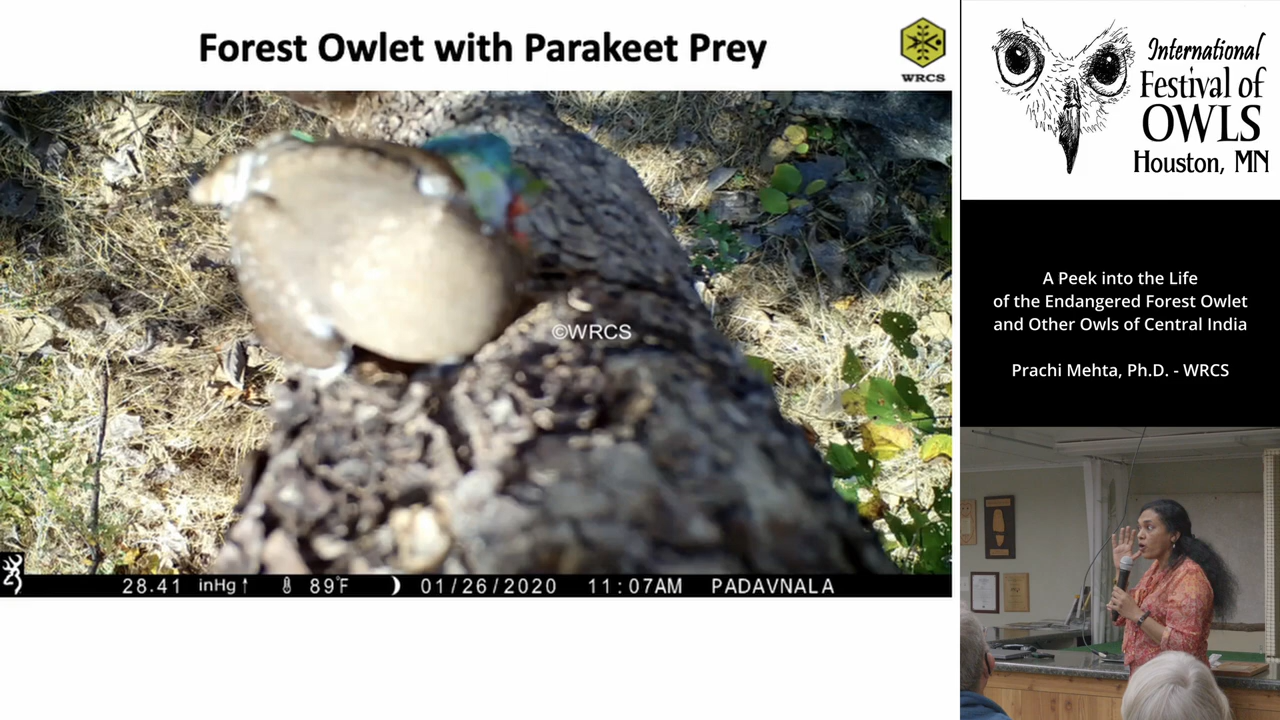 Forest Owlet with Parakeet Prey
WRCS
©WRCS
28.41 inHg↑ 89°F 01/26/2020 11:07AM PADAVNALA
International
Festival of
OWLS
Houston, MN
A Peek into the Life
of the Endangered Forest Owlet
and Other Owls of Central India
Prachi Mehta, Ph.D. - WRCS